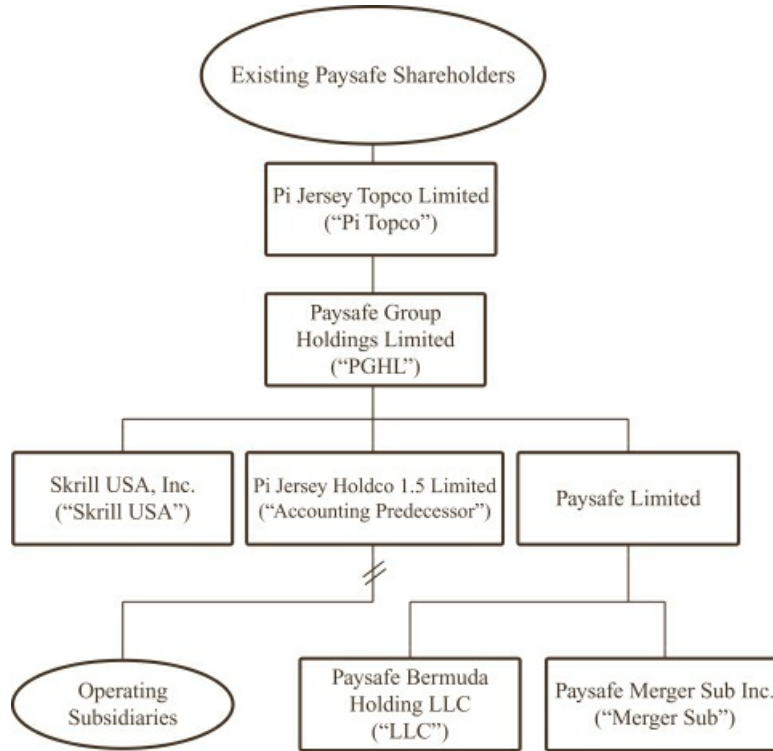 Existing Paysafe Shareholders
Pi Jersey Topco Limited
(“Pi Topco”)
Paysafe Group
Holdings Limited
(“PGHL”)
Skrill USA, Inc.
(“Skrill USA”)
Pi Jersey Holdco 1.5 Limited
(“Accounting Predecessor”)
Paysafe Limited
Operating
Subsidiaries
Paysafe Bermuda
Holding LLC
(“LLC”)
Paysafe Merger Sub Inc.
(“Merger Sub”)